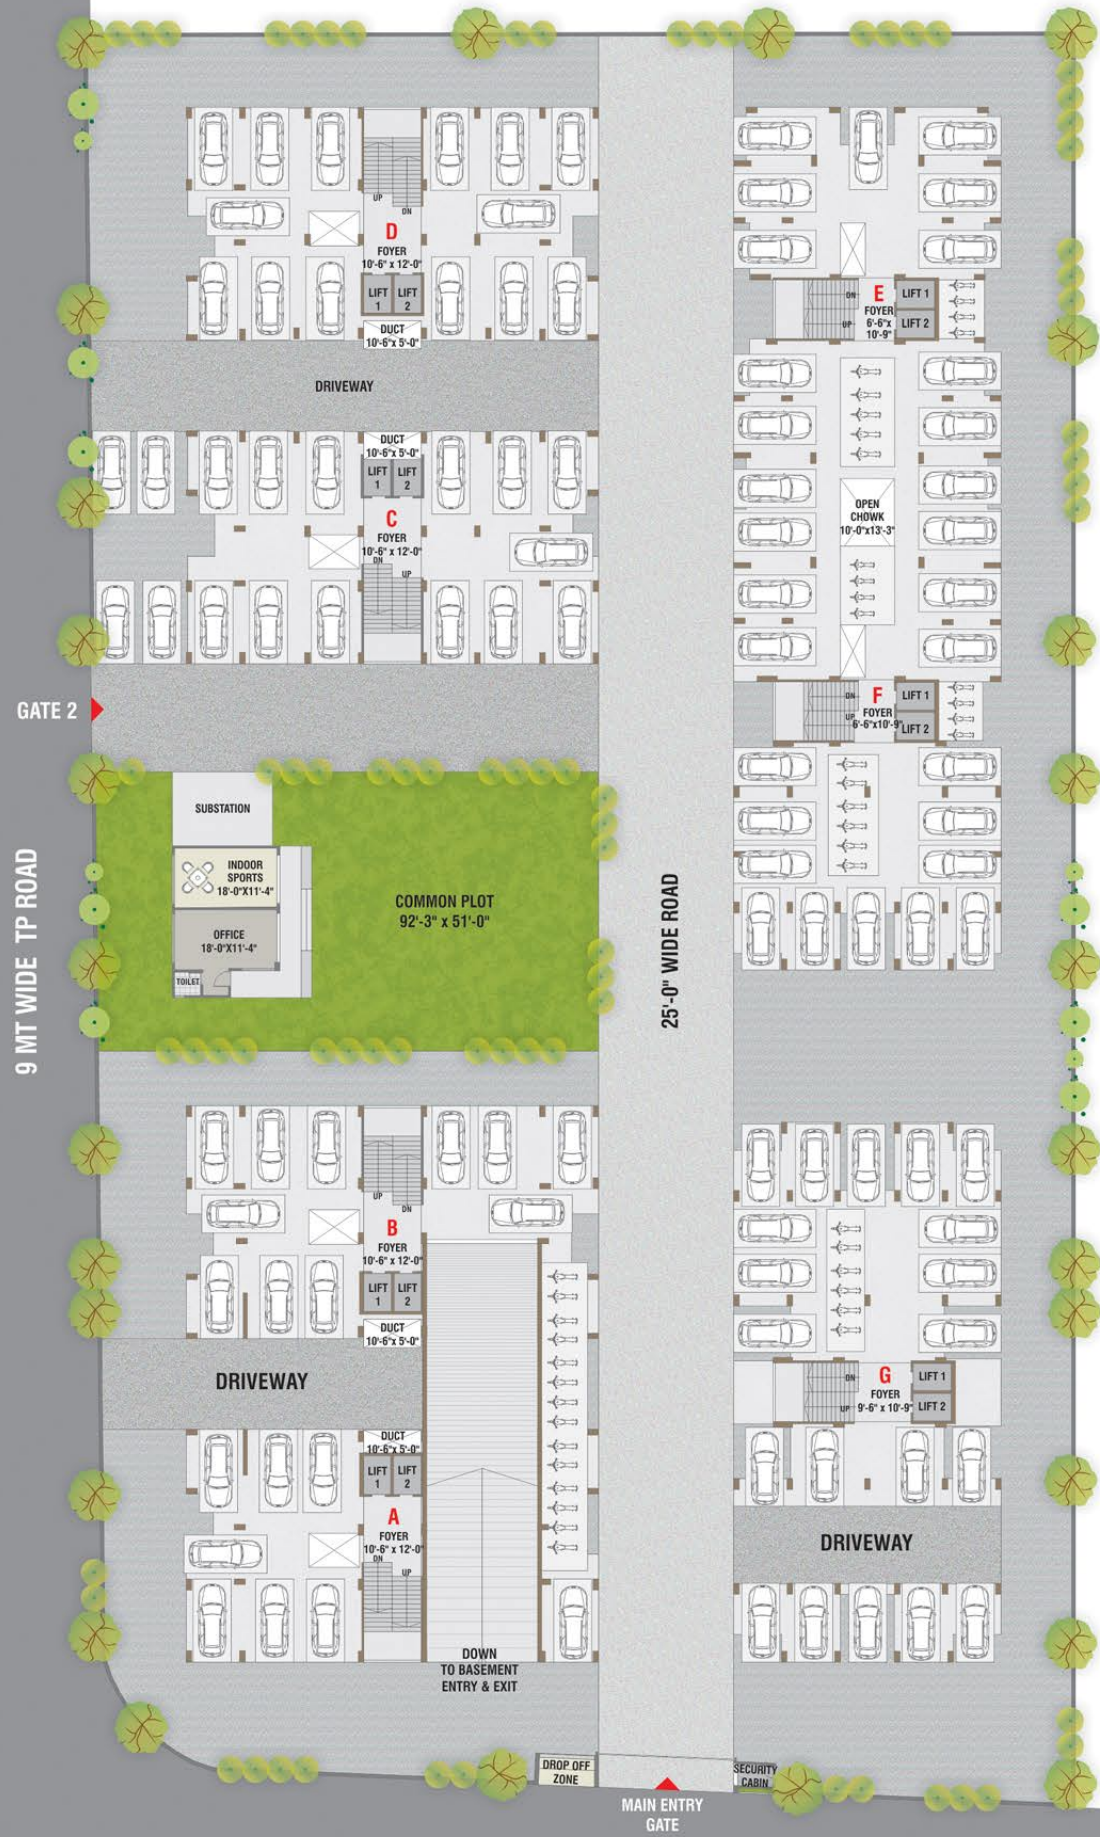 UP
DN
D
FOYER
10'-6" x 12'-0"
LIFT
1
LIFT
2
DUCT
10'-6"x 5'-0"
DRIVEWAY
DUCT
10'-6"x 5'-0"
LIFT
1
LIFT
2
C
FOYER
10'-6" x 12'-0"
DN
UP
GATE 2
DN
UP
E
FOYER
6'-6"x
10'-9"
LIFT 1
LIFT 2
OPEN
CHOWK
10'-0"x13'-3"
DN
UP
F
FOYER
6'-6"x10'-9"
LIFT 1
LIFT 2
SUBSTATION
INDOOR
SPORTS
18'-0"X11'-4"
OFFICE
18'-0"X11'-4"
TOILET
COMMON PLOT
92'-3" x 51'-0"
25'-0" WIDE ROAD
9 MT WIDE TP ROAD
UP
DN
B
FOYER
10'-6" x 12'-0"
LIFT
1
LIFT
2
DUCT
10'-6"x 5'-0"
DRIVEWAY
DUCT
10'-6"x 5'-0"
LIFT
1
LIFT
2
A
FOYER
10'-6" x 12'-0"
DN
UP
DOWN
TO BASEMENT
ENTRY & EXIT
DN
UP
G
FOYER
9'-6" x 10'-9"
LIFT 1
LIFT 2
DRIVEWAY
DROP OFF
ZONE
SECURITY
CABIN
MAIN ENTRY
GATE